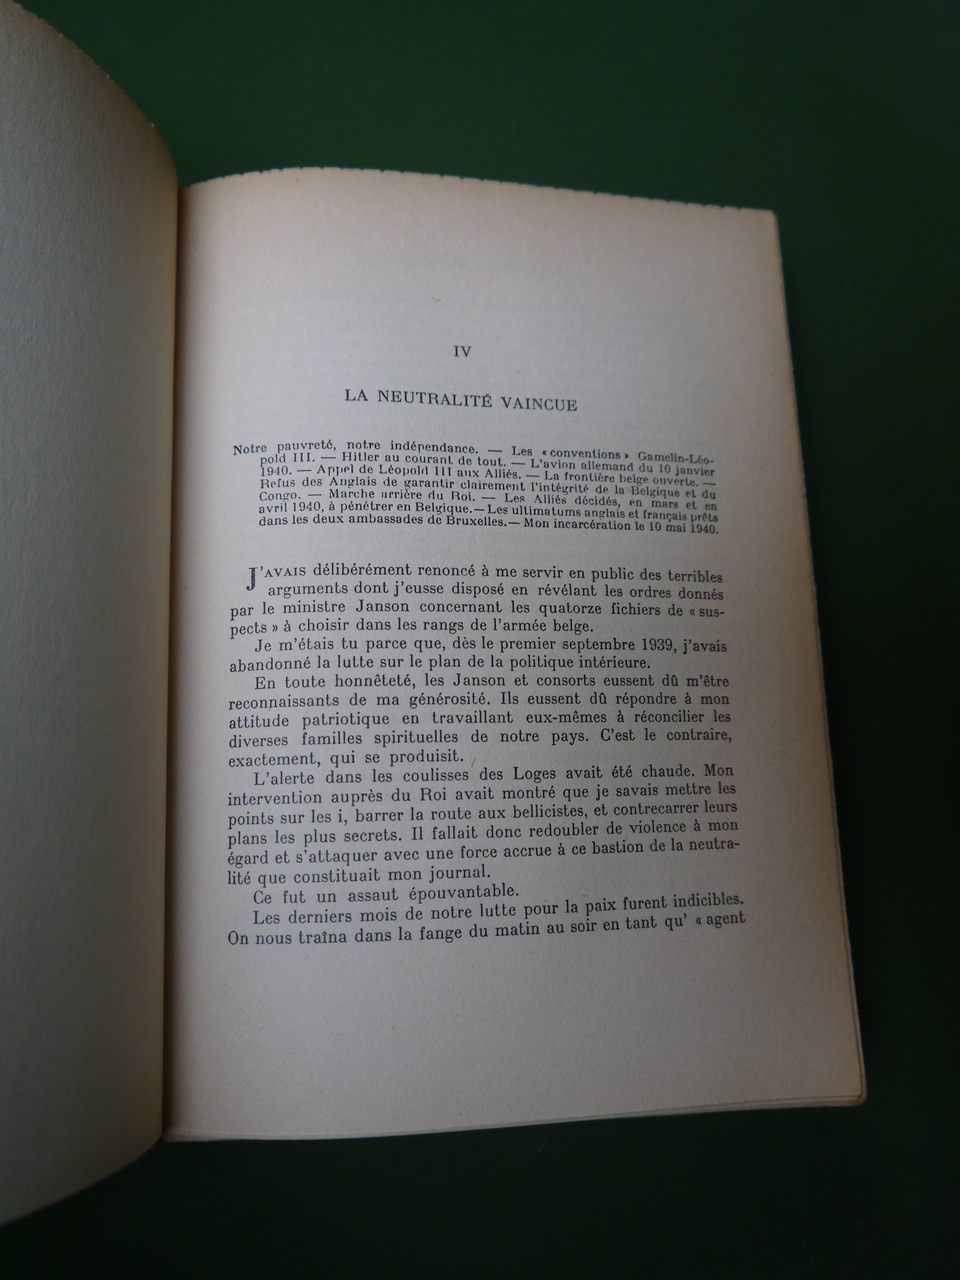 IV
LA NEUTRALITÉ VAINCUE
Notre pauvreté, notre indépendance. — Les « conventions » Gamelin-Léo-
pold III. — Hitler au courant de tout. — L'avion allemand du 10 janvier
1940. — Appel de Léopold III aux Alliés. — La frontière belge ouverte. —
Refus des Anglais de garantir clairement l'intégrité de la Belgique et du
Congo. — Marche arrière du Roi. — Les Alliés décidés, en mars et en
avril 1940, à pénétrer en Belgique. — Les ultimatums anglais et français prêts
dans les deux ambassades de Bruxelles. — Mon incarcération le 10 mai 1940.
J'AVAIS délibérément renoncé à me servir en public des terribles
arguments dont j'eusse disposé en révélant les ordres donnés
par le ministre Janson concernant les quatorze fichiers de « sus-
pects » à choisir dans les rangs de l'armée belge.
Je m'étais tu parce que, dès le premier septembre 1939, j'avais
abandonné la lutte sur le plan de la politique intérieure.
En toute honnêteté, les Janson et consorts eussent dû m'être
reconnaissants de ma générosité. Ils eussent dû répondre à mon
attitude patriotique en travaillant eux-mêmes à réconcilier les
diverses familles spirituelles de notre pays. C'est le contraire,
exactement, qui se produisit.
L'alerte dans les coulisses des Loges avait été chaude. Mon
intervention auprès du Roi avait montré que je savais mettre les
points sur les i, barrer la route aux bellicistes, et contrecarrer leurs
plans les plus secrets. Il fallait donc redoubler de violence à mon
égard et s'attaquer avec une force accrue à ce bastion de la neutra-
lité que constituait mon journal.
Ce fut un assaut épouvantable.
Les derniers mois de notre lutte pour la paix furent indicibles.
On nous traîna dans la fange du matin au soir en tant qu' « agent